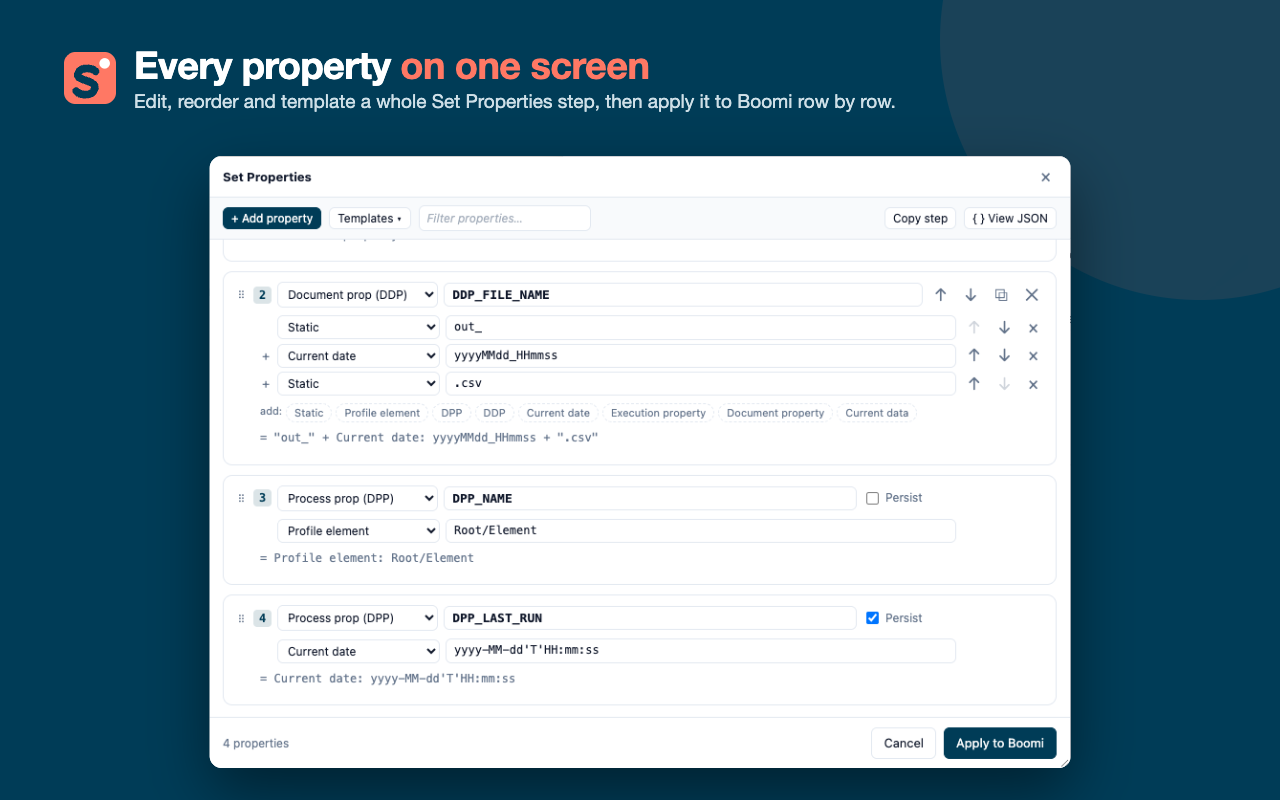 S
Every property on one screen
Edit, reorder and template a whole Set Properties step, then apply it to Boomi row by row.
Set Properties ×
+ Add property Templates ▾ Filter properties... Copy step { } View JSON
2 Document prop (DDP) DDP_FILE_NAME
Static out_
+ Current date yyyyMMdd_HHmmss
+ Static .csv
add: Static Profile element DPP DDP Current date Execution property Document property Current data
= "out_" + Current date: yyyyMMdd_HHmmss + ".csv"
3 Process prop (DPP) DPP_NAME Persist
Profile element Root/Element
= Profile element: Root/Element
4 Process prop (DPP) DPP_LAST_RUN Persist
Current date yyyy-MM-dd'T'HH:mm:ss
= Current date: yyyy-MM-dd'T'HH:mm:ss
4 properties Cancel Apply to Boomi